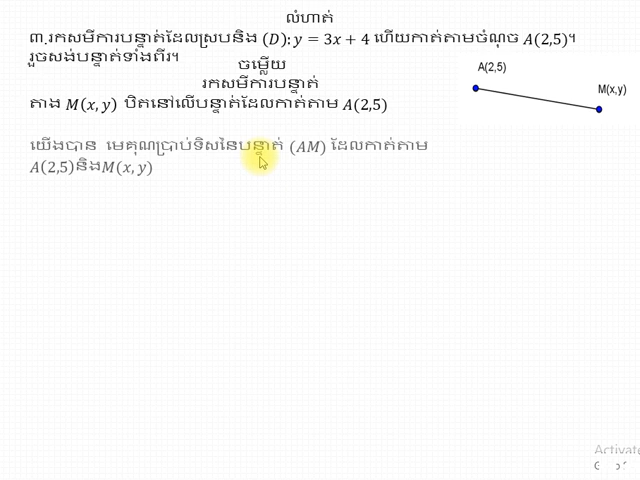 លំហាត់
៣.រកសមីការបន្ទាត់ដែលស្របនិង (D): y = 3x + 4 ហើយកាត់តាមចំណុច A(2,5)។
រួចសង់បន្ទាត់ទាំងពីរ។
ចម្លើយ
រកសមីការបន្ទាត់
តាង M(x, y) ឋិតនៅលើបន្ទាត់ដែលកាត់តាម A(2,5)
A(2,5)
M(x,y)
យើងបាន មេគុណប្រាប់ទិសនៃបន្ទាត់ (AM) ដែលកាត់តាម
A(2,5)និងM(x, y)
Activate